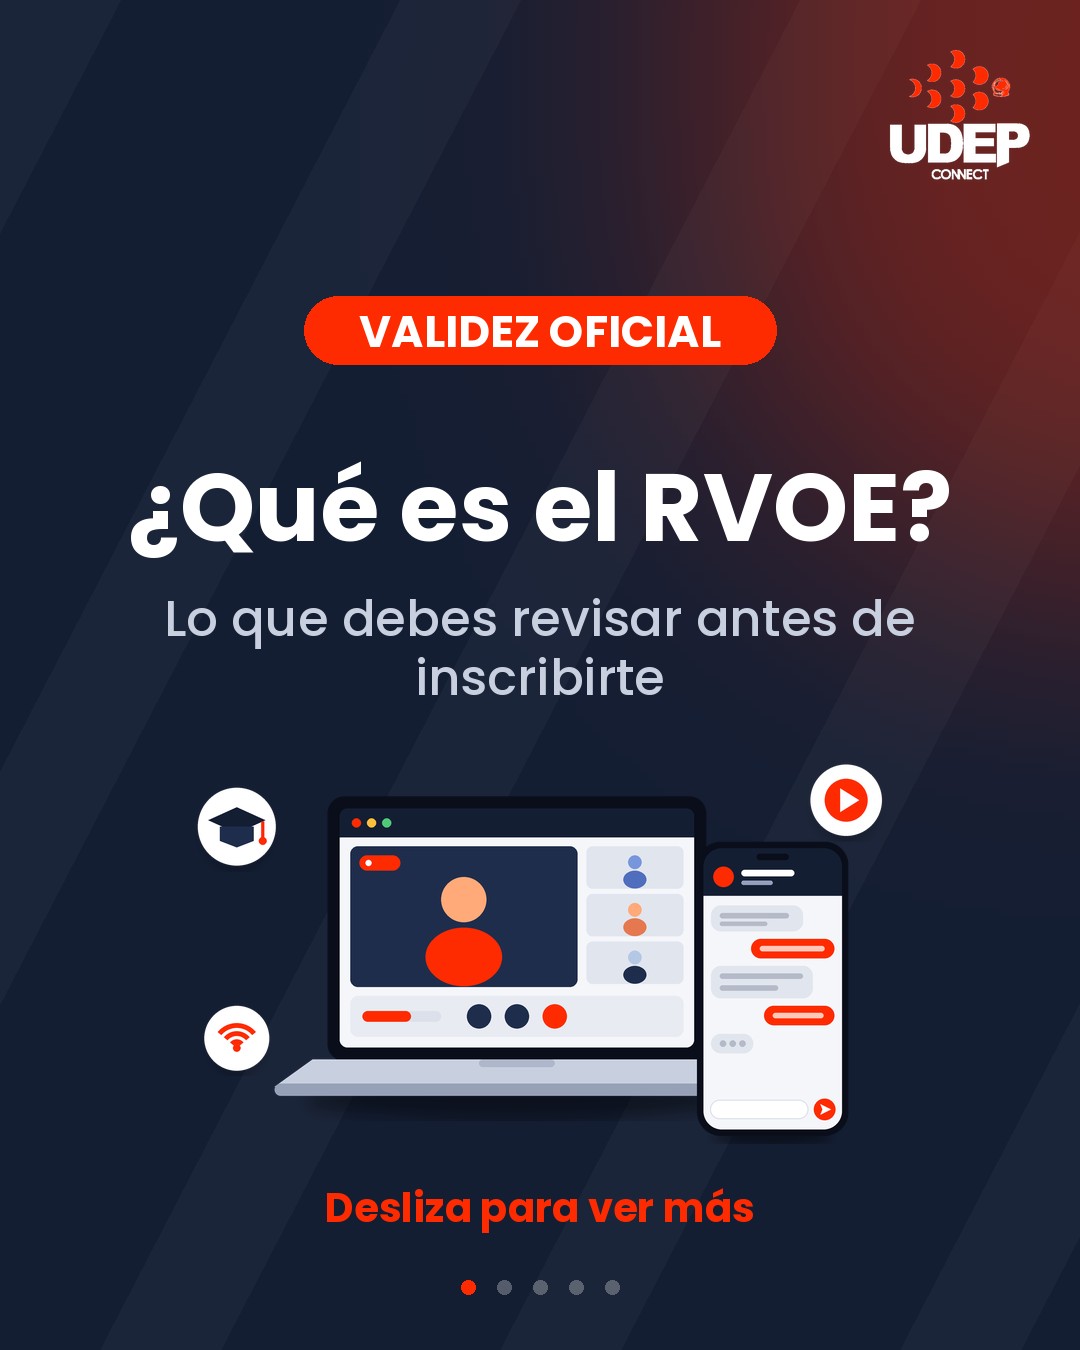 UDEP
CONNECT
VALIDEZ OFICIAL
¿Qué es el RVOE?
Lo que debes revisar antes de
inscribirte
Desliza para ver más